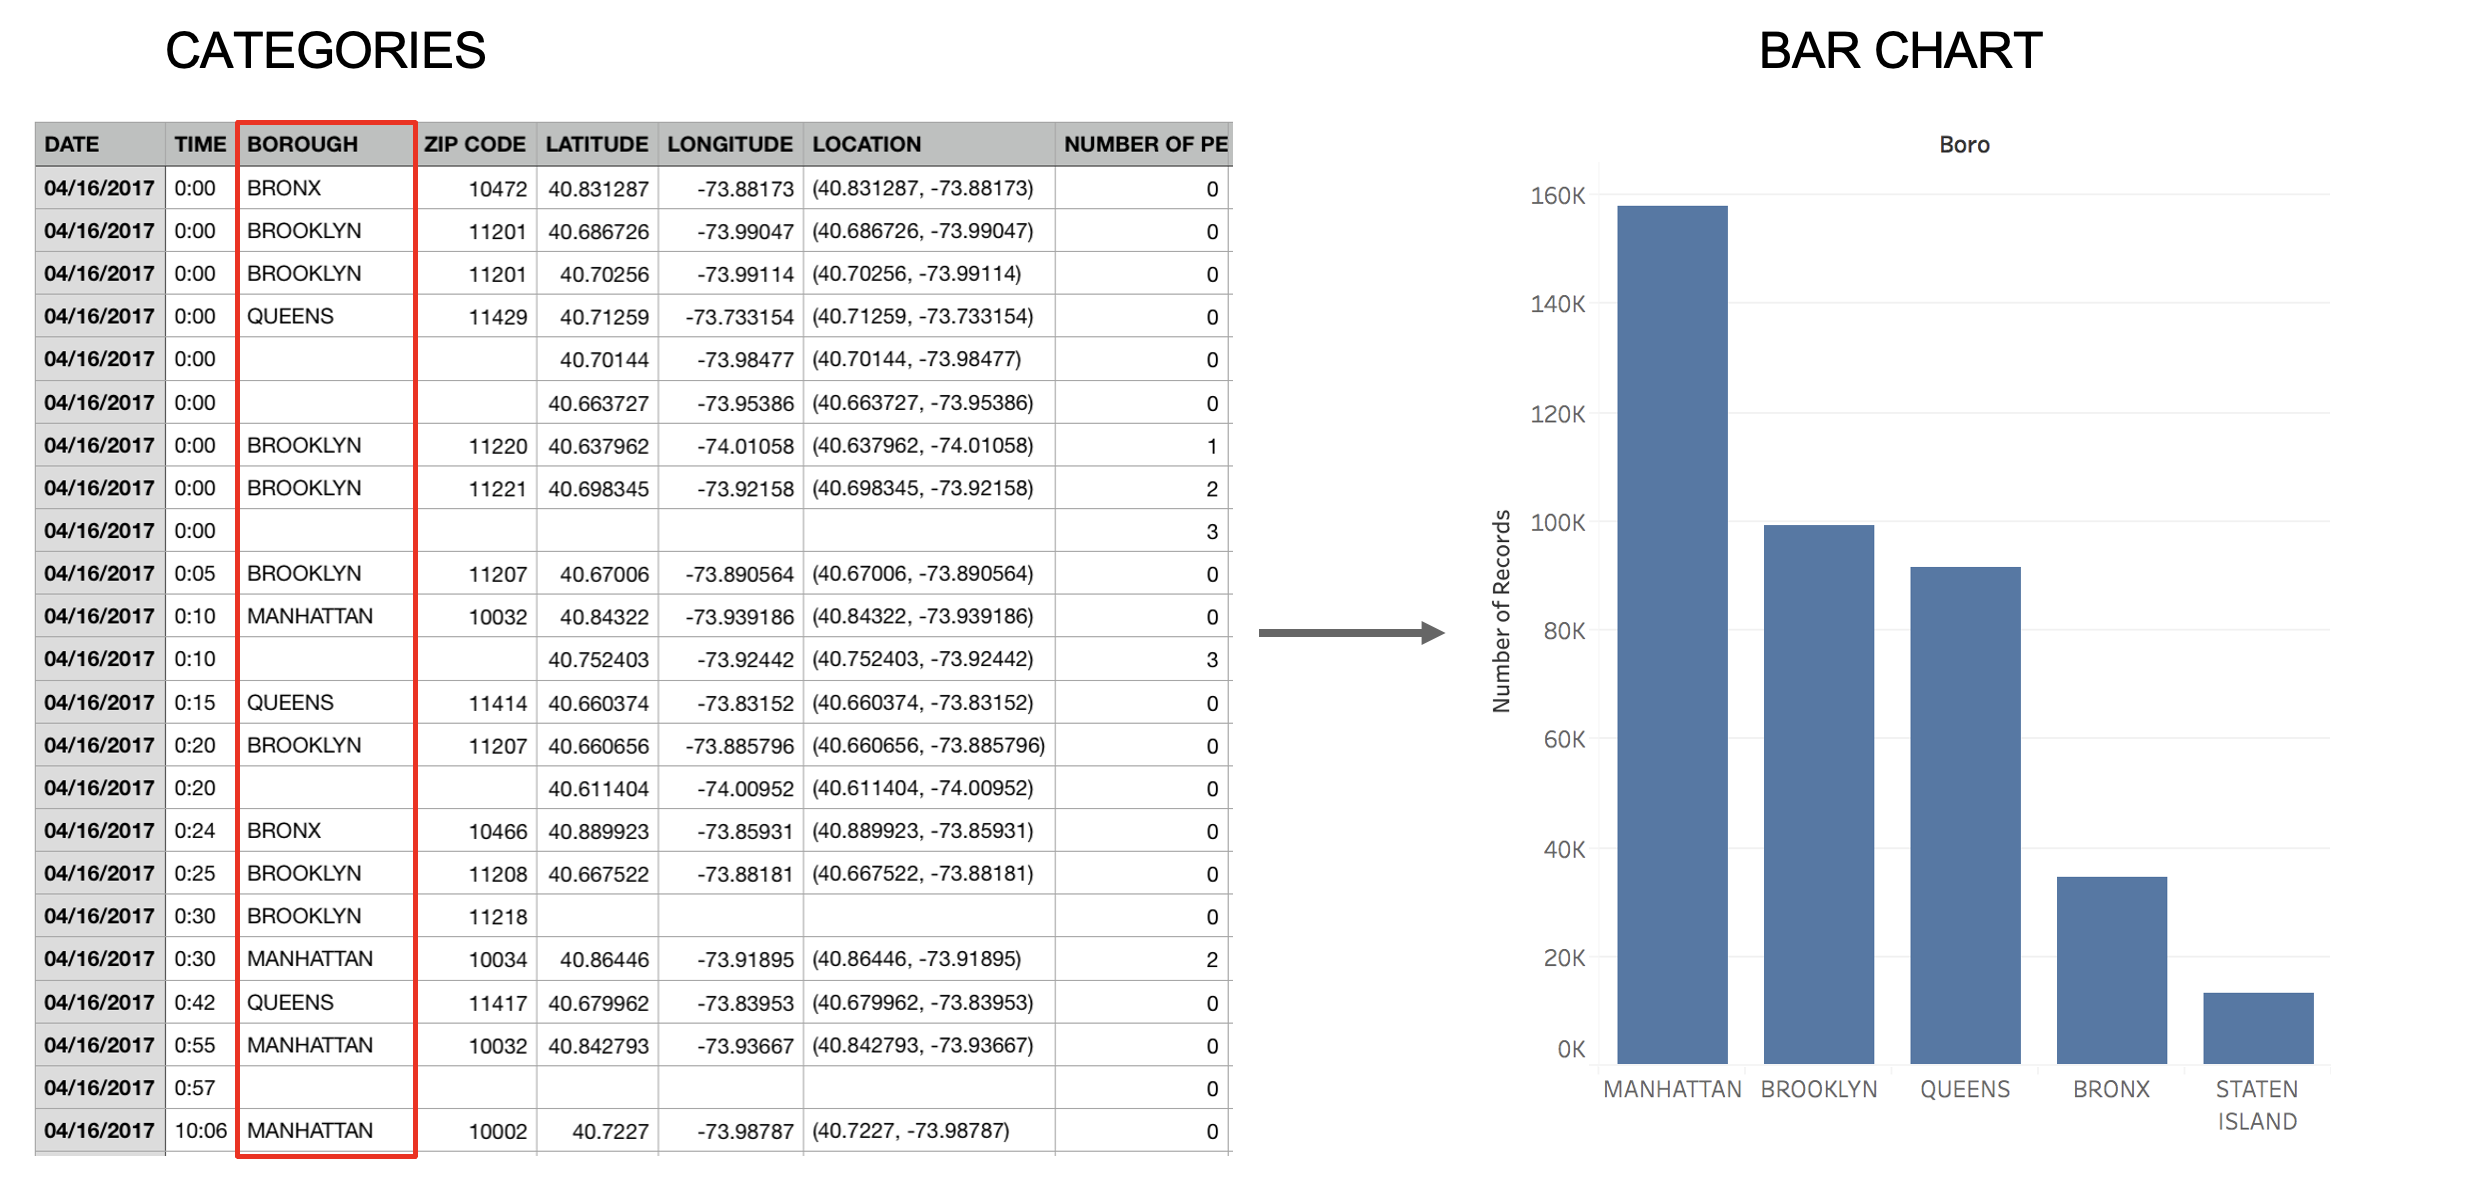 CATEGORIES
BAR CHART
DATE TIME BOROUGH ZIP CODE LATITUDE LONGITUDE LOCATION NUMBER OF PE
04/16/2017 0:00 BRONX 10472 40.831287 -73.88173 (40.831287, -73.88173) 0
04/16/2017 0:00 BROOKLYN 11201 40.686726 -73.99047 (40.686726, -73.99047) 0
04/16/2017 0:00 BROOKLYN 11201 40.70256 -73.99114 (40.70256, -73.99114) 0
04/16/2017 0:00 QUEENS 11429 40.71259 -73.733154 (40.71259, -73.733154) 0
04/16/2017 0:00 40.70144 -73.98477 (40.70144, -73.98477) 0
04/16/2017 0:00 40.663727 -73.95386 (40.663727, -73.95386) 0
04/16/2017 0:00 BROOKLYN 11220 40.637962 -74.01058 (40.637962, -74.01058) 1
04/16/2017 0:00 BROOKLYN 11221 40.698345 -73.92158 (40.698345, -73.92158) 2
04/16/2017 0:00 3
04/16/2017 0:05 BROOKLYN 11207 40.67006 -73.890564 (40.67006, -73.890564) 0
04/16/2017 0:10 MANHATTAN 10032 40.84322 -73.939186 (40.84322, -73.939186) 0
04/16/2017 0:10 40.752403 -73.92442 (40.752403, -73.92442) 3
04/16/2017 0:15 QUEENS 11414 40.660374 -73.83152 (40.660374, -73.83152) 0
04/16/2017 0:20 BROOKLYN 11207 40.660656 -73.885796 (40.660656, -73.885796) 0
04/16/2017 0:20 40.611404 -74.00952 (40.611404, -74.00952) 0
04/16/2017 0:24 BRONX 10466 40.889923 -73.85931 (40.889923, -73.85931) 0
04/16/2017 0:25 BROOKLYN 11208 40.667522 -73.88181 (40.667522, -73.88181) 0
04/16/2017 0:30 BROOKLYN 11218 0
04/16/2017 0:30 MANHATTAN 10034 40.86446 -73.91895 (40.86446, -73.91895) 2
04/16/2017 0:42 QUEENS 11417 40.679962 -73.83953 (40.679962, -73.83953) 0
04/16/2017 0:55 MANHATTAN 10032 40.842793 -73.93667 (40.842793, -73.93667) 0
04/16/2017 0:57 0
04/16/2017 10:06 MANHATTAN 10002 40.7227 -73.98787 (40.7227, -73.98787) 0
Boro
Number of Records
160K
140K
120K
100K
80K
60K
40K
20K
0K
MANHATTAN BROOKLYN QUEENS BRONX STATEN
ISLAND